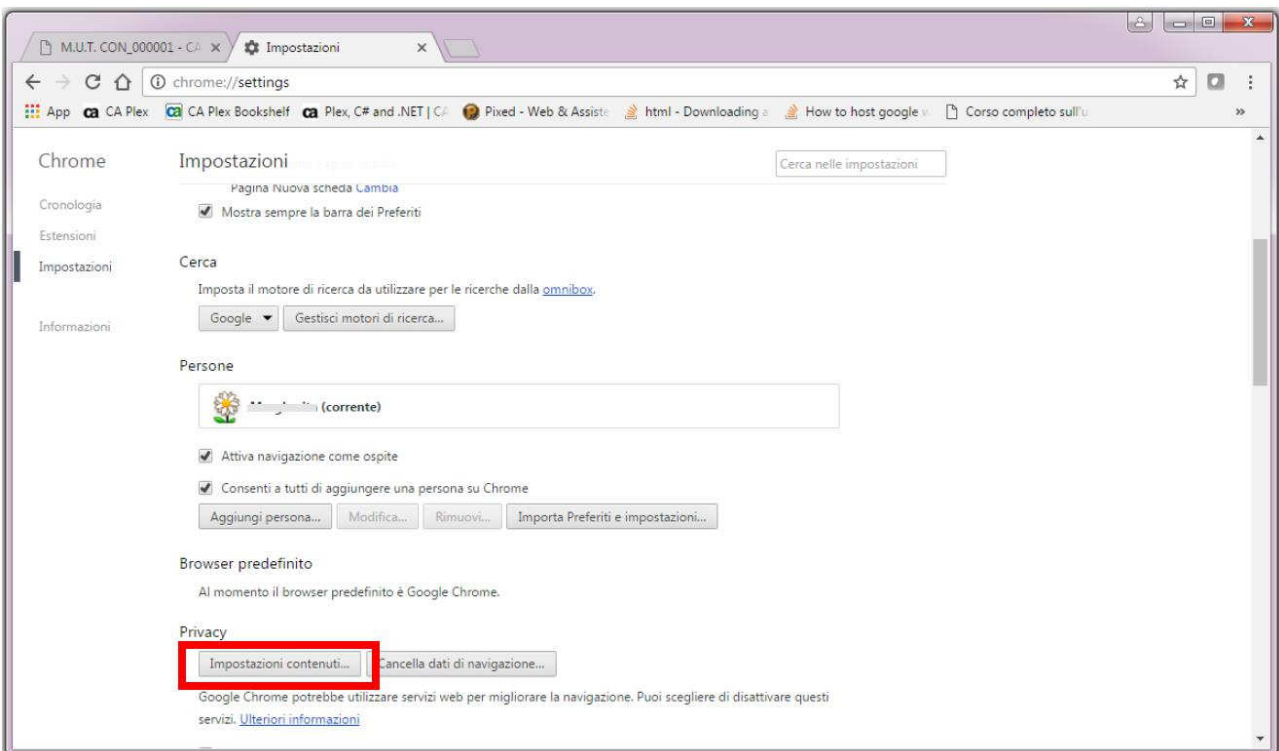 M.U.T. CON_000001 - CA
Impostazioni
chrome://settings
App
CA Plex
CA Plex Bookshelf
Plex, C# and .NET | CA
Pixed - Web & Assiste
html - Downloading a
How to host google w
Corso completo sull'u
Chrome
Impostazioni
Cerca nelle impostazioni
Pagina Nuova scheda Cambia
Cronologia
Mostra sempre la barra dei Preferiti
Estensioni
Impostazioni
Cerca
Imposta il motore di ricerca da utilizzare per le ricerche dalla omnibox.
Google
Gestisci motori di ricerca...
Informazioni
Persone
(corrente)
Attiva navigazione come ospite
Consenti a tutti di aggiungere una persona su Chrome
Aggiungi persona...
Modifica...
Rimuovi...
Importa Preferiti e impostazioni...
Browser predefinito
Al momento il browser predefinito è Google Chrome.
Privacy
Impostazioni contenuti...
Cancella dati di navigazione...
Google Chrome potrebbe utilizzare servizi web per migliorare la navigazione. Puoi scegliere di disattivare questi
servizi. Ulteriori informazioni